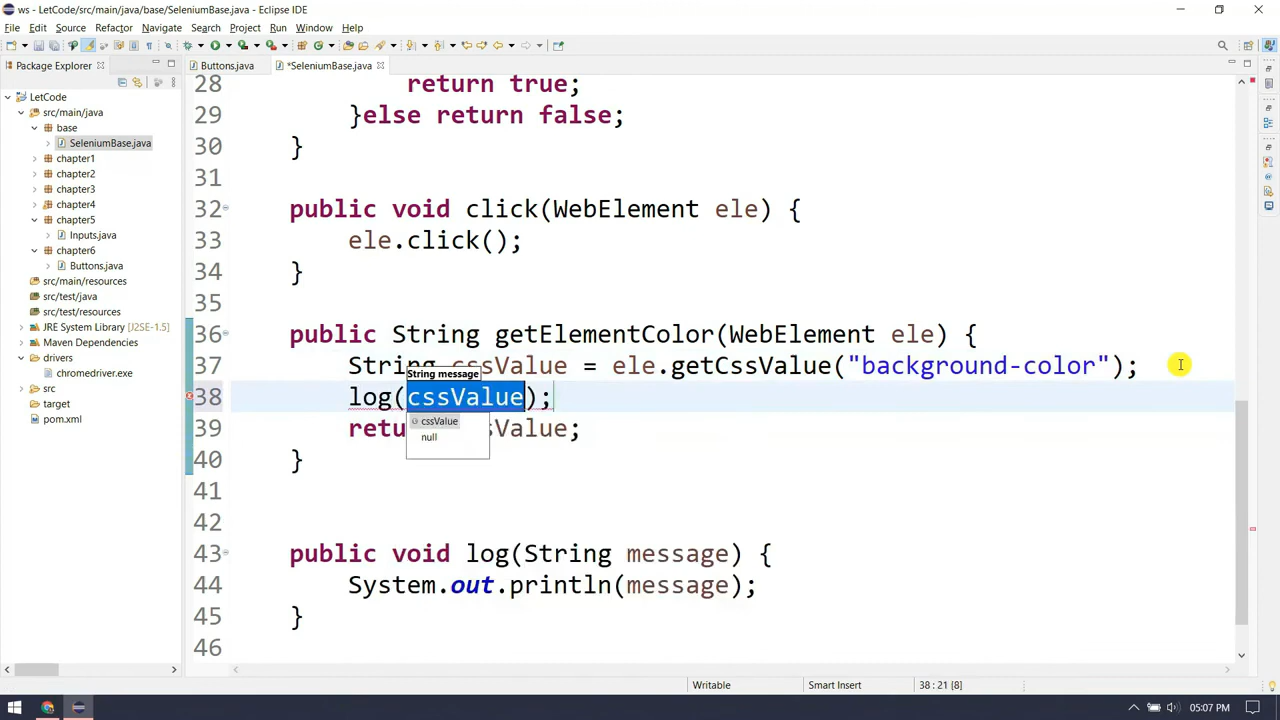 ws - LetCode/src/main/java/base/SeleniumBase.java - Eclipse IDE
File Edit Source Refactor Navigate Search Project Run Window Help
Package Explorer
Buttons.java
*SeleniumBase.java
LetCode
src/main/java
base
SeleniumBase.java
chapter1
chapter2
chapter3
chapter4
chapter5
Inputs.java
chapter6
Buttons.java
src/main/resources
src/test/java
src/test/resources
JRE System Library [J2SE-1.5]
Maven Dependencies
drivers
chromedriver.exe
src
target
pom.xml
28 return true;
29 }else return false;
30 }
31
32 public void click(WebElement ele) {
33 ele.click();
34 }
35
36 public String getElementColor(WebElement ele) {
37 String cssValue = ele.getCssValue("background-color");
String message
38 log(cssValue);
cssValue
null
39 retu sValue;
40 }
41
42
43 public void log(String message) {
44 System.out.println(message);
45 }
46
Writable
Smart Insert
38 : 21 [8]
05:07 PM